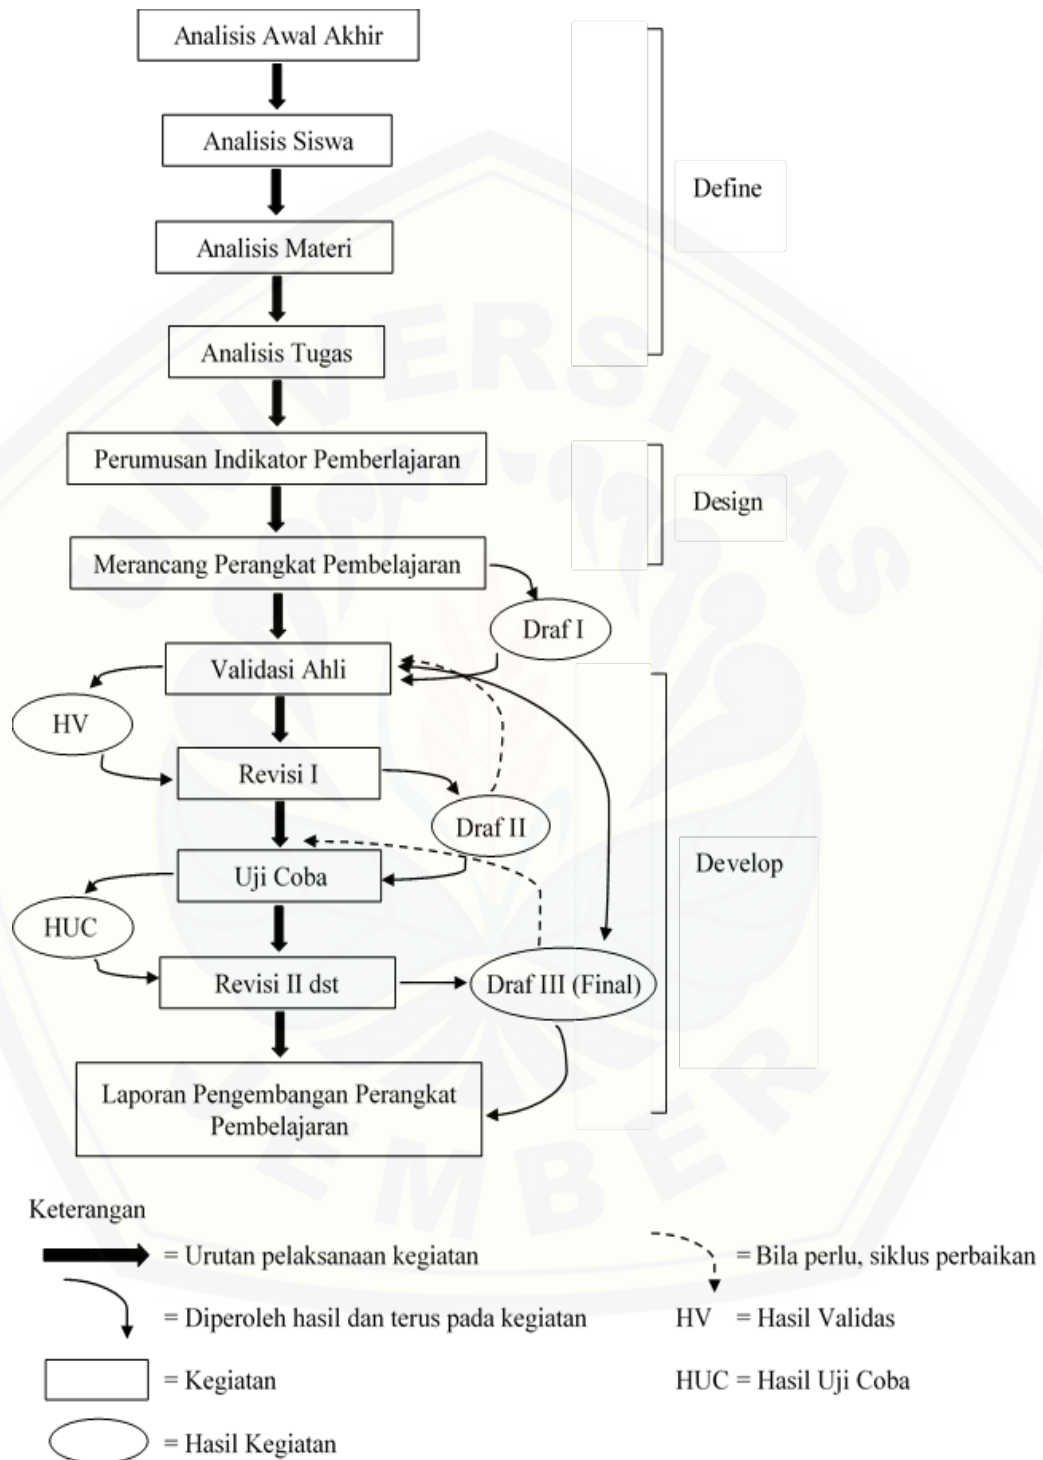 Analisis Awal Akhir
Analisis Siswa
Define
Analisis Materi
Analisis Tugas
Perumusan Indikator Pemberlajaran
Design
Merancang Perangkat Pembelajaran
Draf I
Validasi Ahli
HV
Revisi I
Draf II
Uji Coba
Develop
HUC
Revisi II dst
Draf III (Final)
Laporan Pengembangan Perangkat
Pembelajaran
Keterangan
= Urutan pelaksanaan kegiatan
= Bila perlu, siklus perbaikan
= Diperoleh hasil dan terus pada kegiatan
HV = Hasil Validas
= Kegiatan
HUC = Hasil Uji Coba
= Hasil Kegiatan
UNIVERSITAS
JEMBER